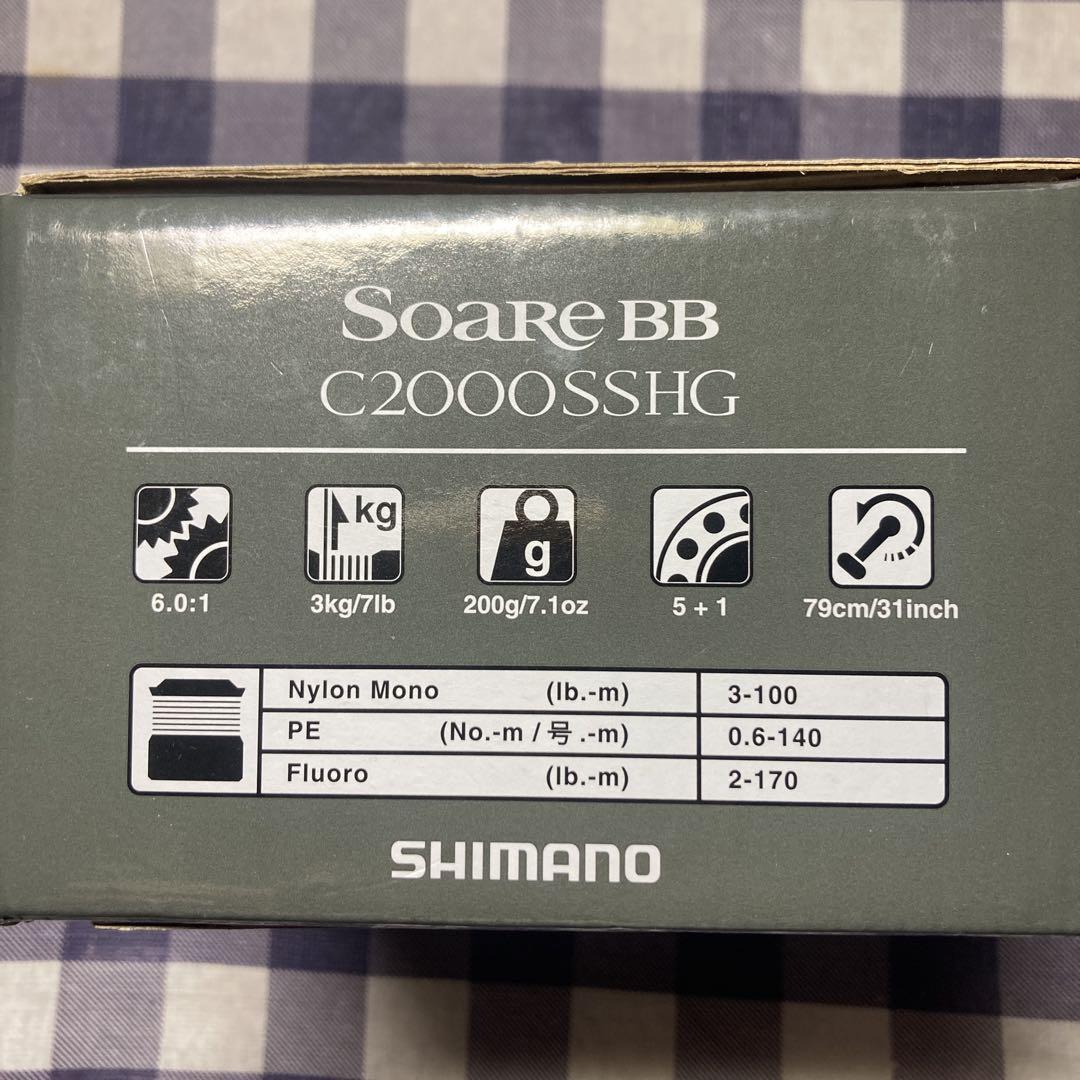 Soare BB
C2000SSHG
kg
g
6.0:1
3kg/7lb
200g/7.1oz
5 + 1
79cm/31inch
Nylon Mono (lb.-m) 3-100
PE (No.-m / 号 .-m) 0.6-140
Fluoro (lb.-m) 2-170
SHIMANO